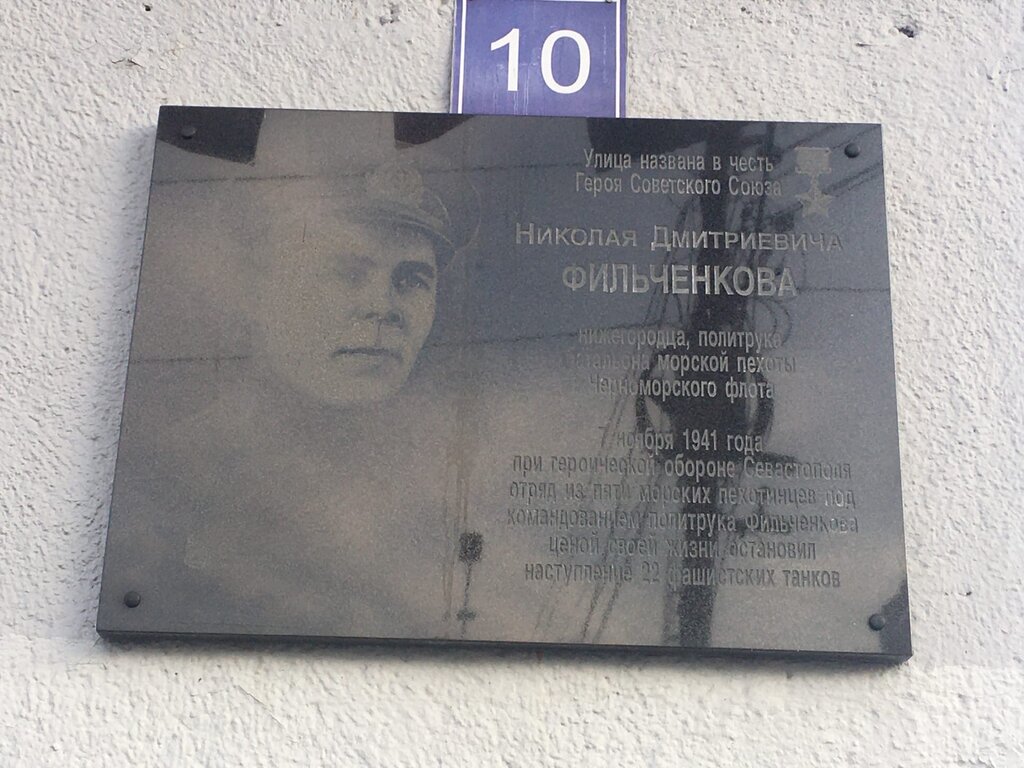 10
Улица названа в честь
Героя Советского Союза
Николая Дмитриевича
ФИЛЬЧЕНКОВА
нижегородца, политрука
батальона морской пехоты
Черноморского флота
7 ноября 1941 года
при героической обороне Севастополя
отряд из пяти морских пехотинцев под
командованием политрука Фильченкова
ценой своей жизни остановил
наступление 22 фашистских танков